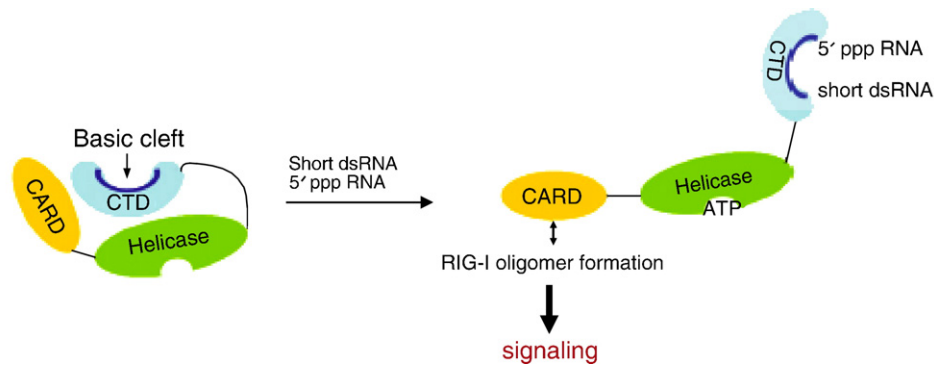 Basic cleft
CARD
CTD
Helicase
Short dsRNA
5′ ppp RNA
CTD
5′ ppp RNA
short dsRNA
CARD
Helicase
ATP
RIG-I oligomer formation
signaling